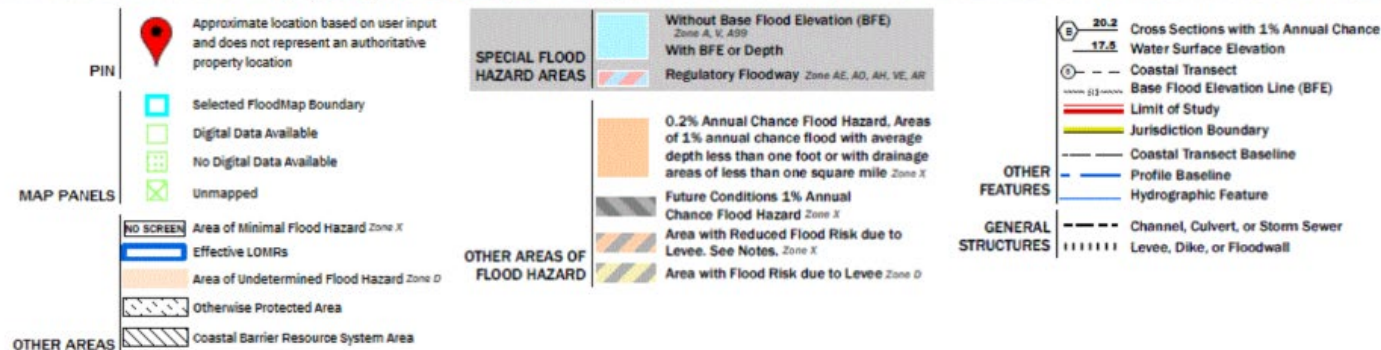 PIN
Approximate location based on user input
and does not represent an authoritative
property location
MAP PANELS
Selected FloodMap Boundary
Digital Data Available
No Digital Data Available
Unmapped
OTHER AREAS
NO SCREEN Area of Minimal Flood Hazard Zone X
Effective LOMRs
Area of Undetermined Flood Hazard Zone D
Otherwise Protected Area
Coastal Barrier Resource System Area
SPECIAL FLOOD
HAZARD AREAS
Without Base Flood Elevation (BFE)
Zone A, V, A99
With BFE or Depth
Regulatory Floodway Zone AE, AO, AH, VE, AR
OTHER AREAS OF
FLOOD HAZARD
0.2% Annual Chance Flood Hazard, Areas
of 1% annual chance flood with average
depth less than one foot or with drainage
areas of less than one square mile Zone X
Future Conditions 1% Annual
Chance Flood Hazard Zone X
Area with Reduced Flood Risk due to
Levee. See Notes. Zone X
Area with Flood Risk due to Levee Zone D
OTHER
FEATURES
B 20.2 Cross Sections with 1% Annual Chance
17.5 Water Surface Elevation
Coastal Transect
Base Flood Elevation Line (BFE)
Limit of Study
Jurisdiction Boundary
Coastal Transect Baseline
Profile Baseline
Hydrographic Feature
GENERAL
STRUCTURES
Channel, Culvert, or Storm Sewer
Levee, Dike, or Floodwall